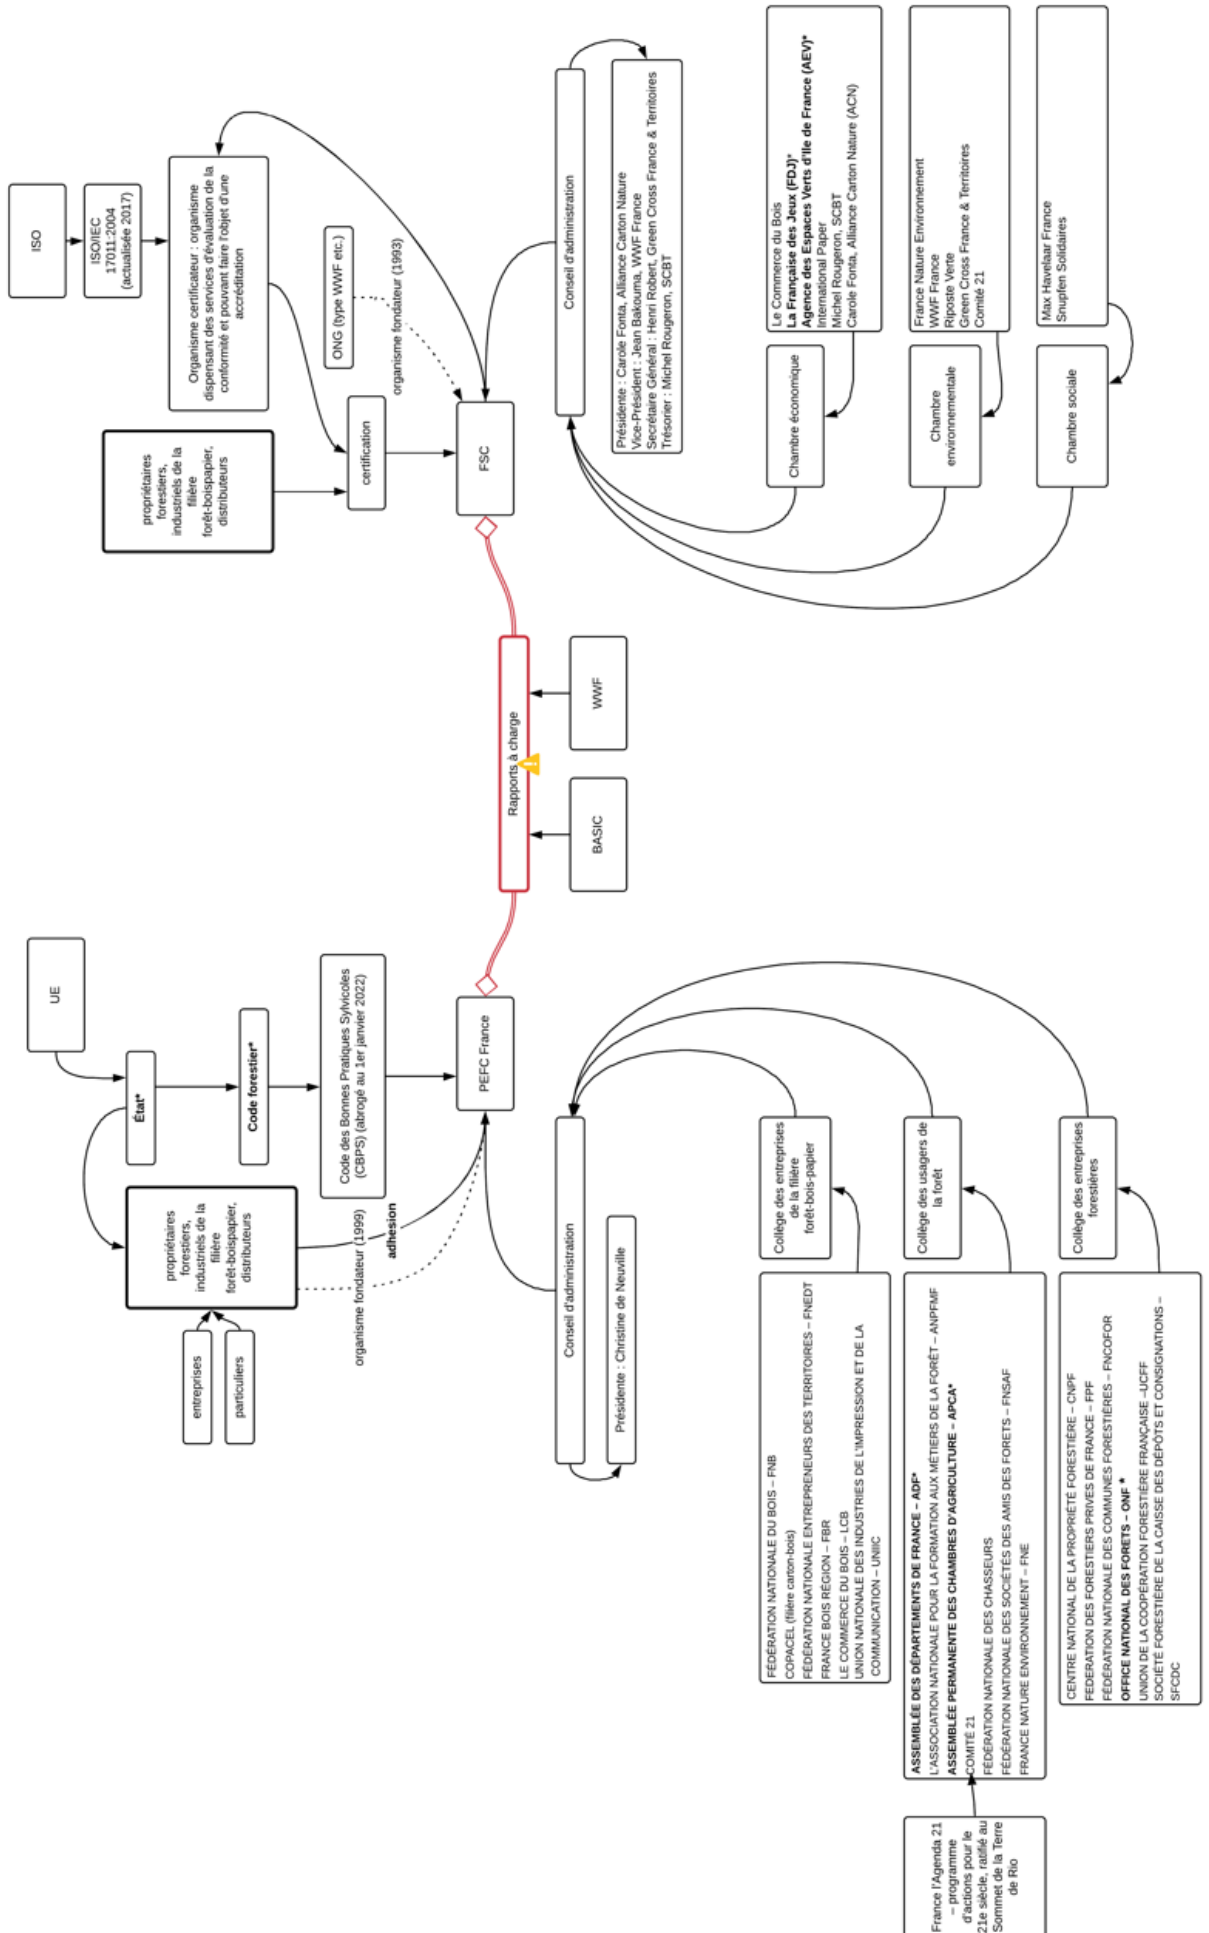 UE
État*
Code forestier*
Code des Bonnes Pratiques Sylvicoles
(CBPS) (abrogé au 1er janvier 2022)
propriétaires
forestiers,
industriels de la
filière
forêt-boispapier,
distributeurs
entreprises
particuliers
organisme fondateur (1999)
adhesion
PEFC France
Conseil d'administration
Présidente : Christine de Neuville
Collège des entreprises
de la filière
forêt-bois-papier
FÉDÉRATION NATIONALE DU BOIS – FNB
COPACEL (filière carton-bois)
FÉDÉRATION NATIONALE ENTREPRENEURS DES TERRITOIRES – FNEDT
FRANCE BOIS RÉGION – FBR
LE COMMERCE DU BOIS – LCB
UNION NATIONALE DES INDUSTRIES DE L'IMPRESSION ET DE LA
COMMUNICATION – UNIIC
Collège des usagers de
la forêt
ASSEMBLÉE DES DÉPARTEMENTS DE FRANCE – ADF*
L'ASSOCIATION NATIONALE POUR LA FORMATION AUX MÉTIERS DE LA FORÊT – ANPFMF
ASSEMBLÉE PERMANENTE DES CHAMBRES D'AGRICULTURE – APCA*
COMITÉ 21
FÉDÉRATION NATIONALE DES CHASSEURS
FÉDÉRATION NATIONALE DES SOCIÉTÉS DES AMIS DES FORETS – FNSAF
FRANCE NATURE ENVIRONNEMENT – FNE
France l'Agenda 21
– programme
d'actions pour le
21e siècle, ratifié au
Sommet de la Terre
de Rio
Collège des entreprises
forestières
CENTRE NATIONAL DE LA PROPRIÉTÉ FORESTIÈRE – CNPF
FEDERATION DES FORESTIERS PRIVES DE FRANCE – FPF
FÉDÉRATION NATIONALE DES COMMUNES FORESTIÈRES – FNCOFOR
OFFICE NATIONAL DES FORETS – ONF *
UNION DE LA COOPÉRATION FORESTIÈRE FRANÇAISE –UCFF
SOCIÉTÉ FORESTIÈRE DE LA CAISSE DES DÉPÔTS ET CONSIGNATIONS –
SFCDC
Rapports à charge
BASIC
WWF
ISO
ISO/IEC
17011:2004
(actualisée 2017)
Organisme certificateur : organisme
dispensant des services d'évaluation de la
conformité et pouvant faire l'objet d'une
accréditation
propriétaires
forestiers,
industriels de la
filière
forêt-boispapier,
distributeurs
ONG (type WWF etc.)
certification
organisme fondateur (1993)
FSC
Conseil d'administration
Présidente : Carole Fonta, Alliance Carton Nature
Vice-Président : Jean Bakouma, WWF France
Secrétaire Général : Henri Robert, Green Cross France & Territoires
Trésorier : Michel Rougeron, SCBT
Chambre économique
Le Commerce du Bois
La Française des Jeux (FDJ)*
Agence des Espaces Verts d'Ile de France (AEV)*
International Paper
Michel Rougeron, SCBT
Carole Fonta, Alliance Carton Nature (ACN)
Chambre
environnementale
France Nature Environnement
WWF France
Riposte Verte
Green Cross France & Territoires
Comité 21
Chambre sociale
Max Havelaar France
Snupfen Solidaires